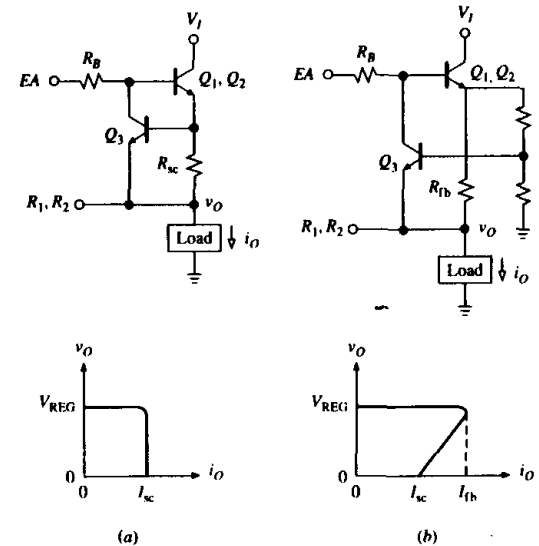 V_I
R_B
EA
Q_1, Q_2
Q_3
R_sc
R_1, R_2
v_O
Load
i_O
V_I
R_B
EA
Q_1, Q_2
Q_3
R_fb
R_1, R_2
v_O
Load
i_O
v_O
V_REG
0
0
I_sc
i_O
(a)
v_O
V_REG
0
0
I_sc
I_fb
i_O
(b)